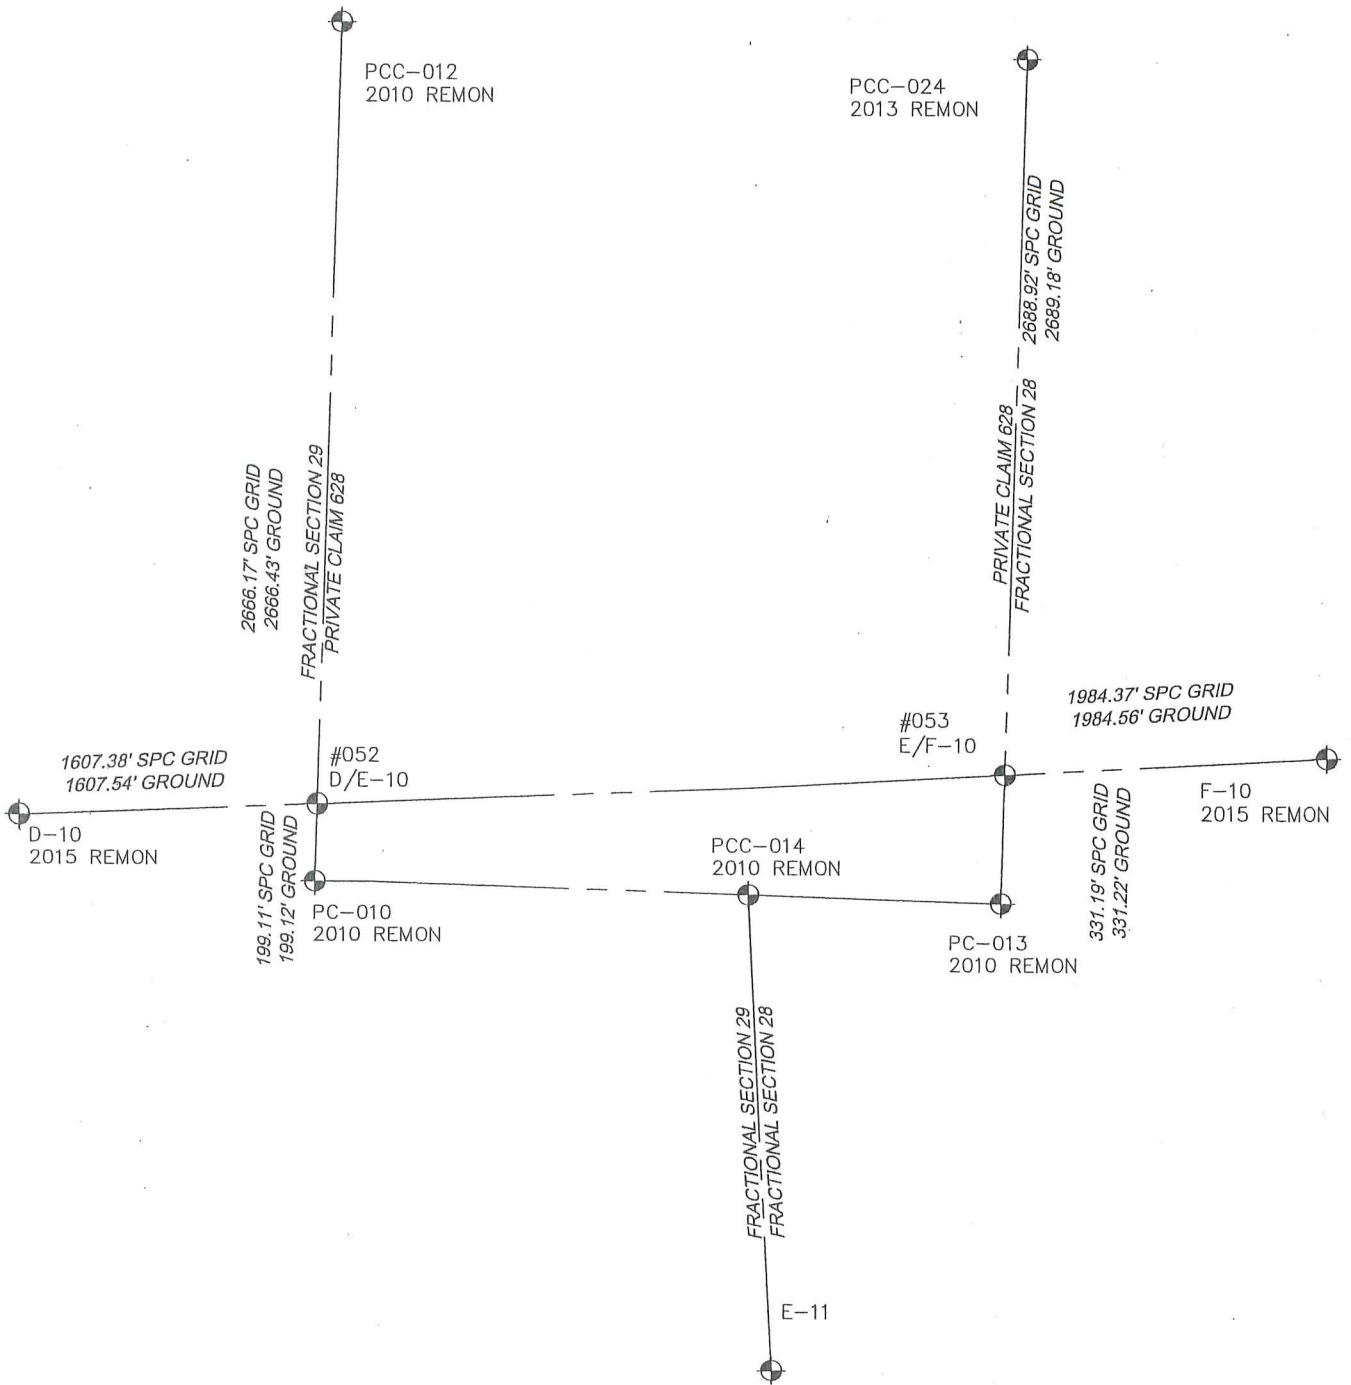 PCC-012
2010 REMON
PCC-024
2013 REMON
2688.92' SPC GRID
2689.18' GROUND
PRIVATE CLAIM 628
FRACTIONAL SECTION 28
2666.17' SPC GRID
2666.43' GROUND
FRACTIONAL SECTION 29
PRIVATE CLAIM 628
1984.37' SPC GRID
1984.56' GROUND
#053
E/F-10
#052
D/E-10
1607.38' SPC GRID
1607.54' GROUND
F-10
2015 REMON
D-10
2015 REMON
199.11' SPC GRID
199.12' GROUND
331.19' SPC GRID
331.22' GROUND
PCC-014
2010 REMON
PC-010
2010 REMON
PC-013
2010 REMON
FRACTIONAL SECTION 29
FRACTIONAL SECTION 28
E-11